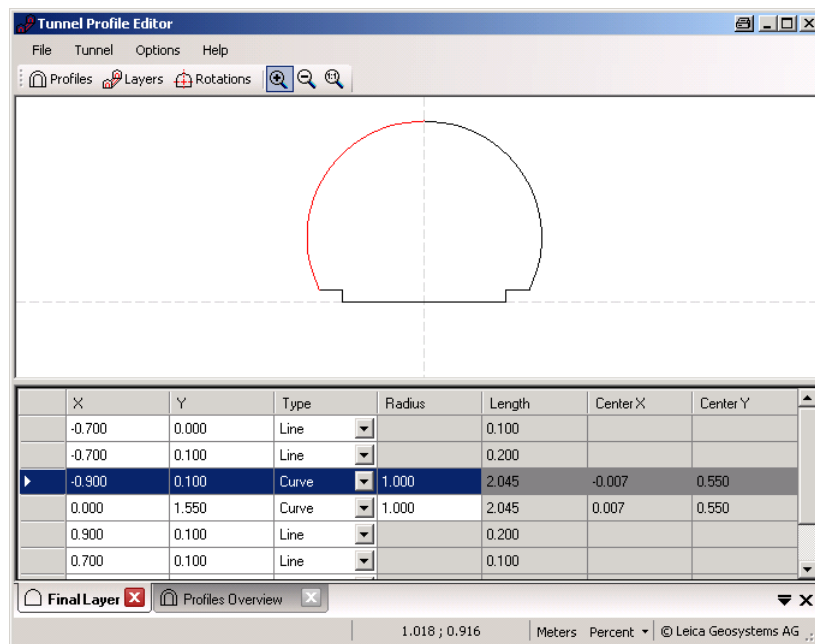 Tunnel Profile Editor
File Tunnel Options Help
Profiles Layers Rotations 1:1
X Y Type Radius Length Center X Center Y
-0.700 0.000 Line 0.100
-0.700 0.100 Line 0.200
-0.900 0.100 Curve 1.000 2.045 -0.007 0.550
0.000 1.550 Curve 1.000 2.045 0.007 0.550
0.900 0.100 Line 0.200
0.700 0.100 Line 0.100
Final Layer Profiles Overview
1.018 ; 0.916 Meters Percent © Leica Geosystems AG